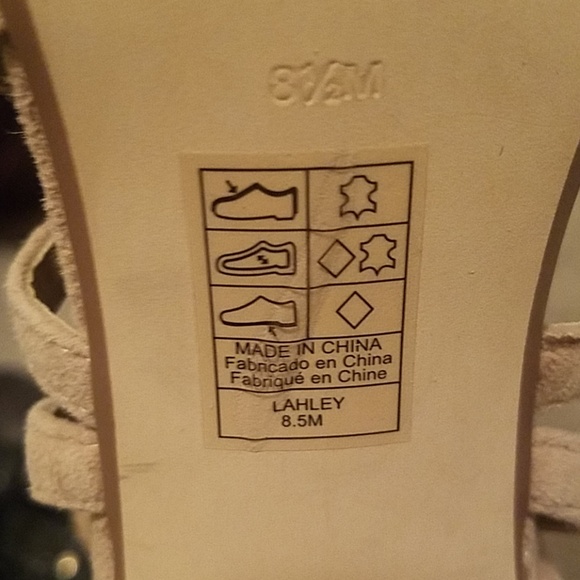 8½M
MADE IN CHINA
Fabricado en China
Fabriqué en Chine
LAHLEY
8.5M